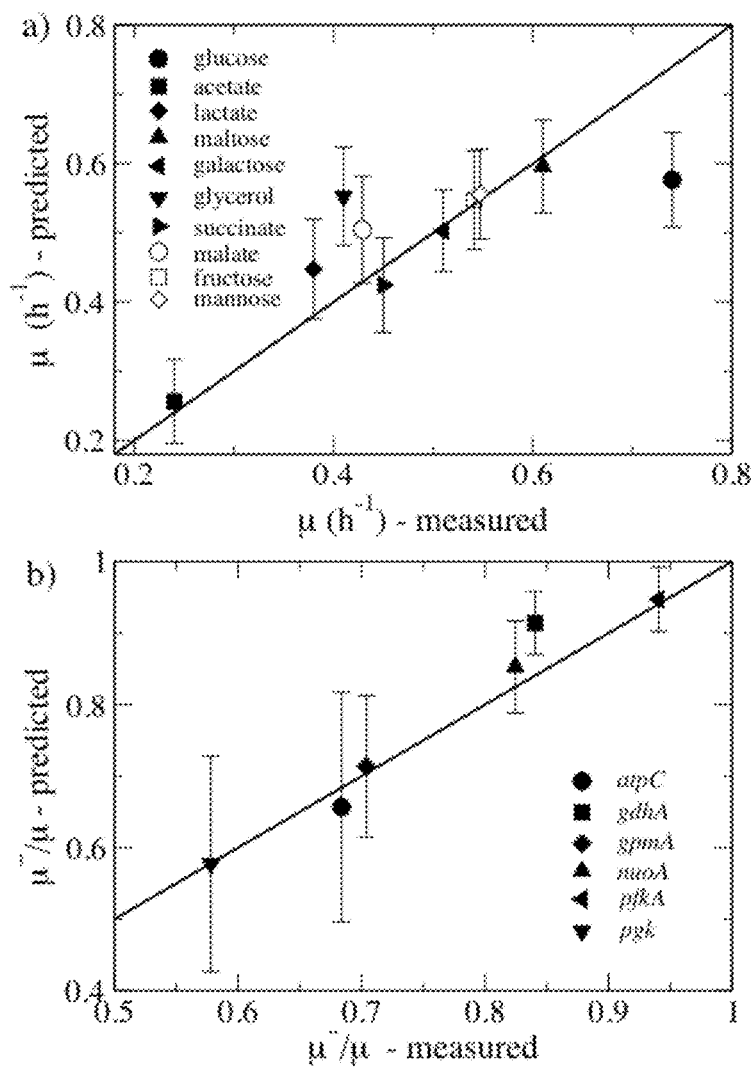 a)
0.8
0.6
0.4
0.2
μ (h⁻¹) - predicted
glucose
acetate
lactate
maltose
galactose
glycerol
succinate
malate
fructose
mannose
0.2 0.4 0.6 0.8
μ (h⁻¹) - measured
b)
1
0.8
0.6
0.4
μ¨/μ - predicted
atpC
gdhA
gpmA
nuoA
pfkA
pgk
0.5 0.6 0.7 0.8 0.9 1
μ¨/μ - measured